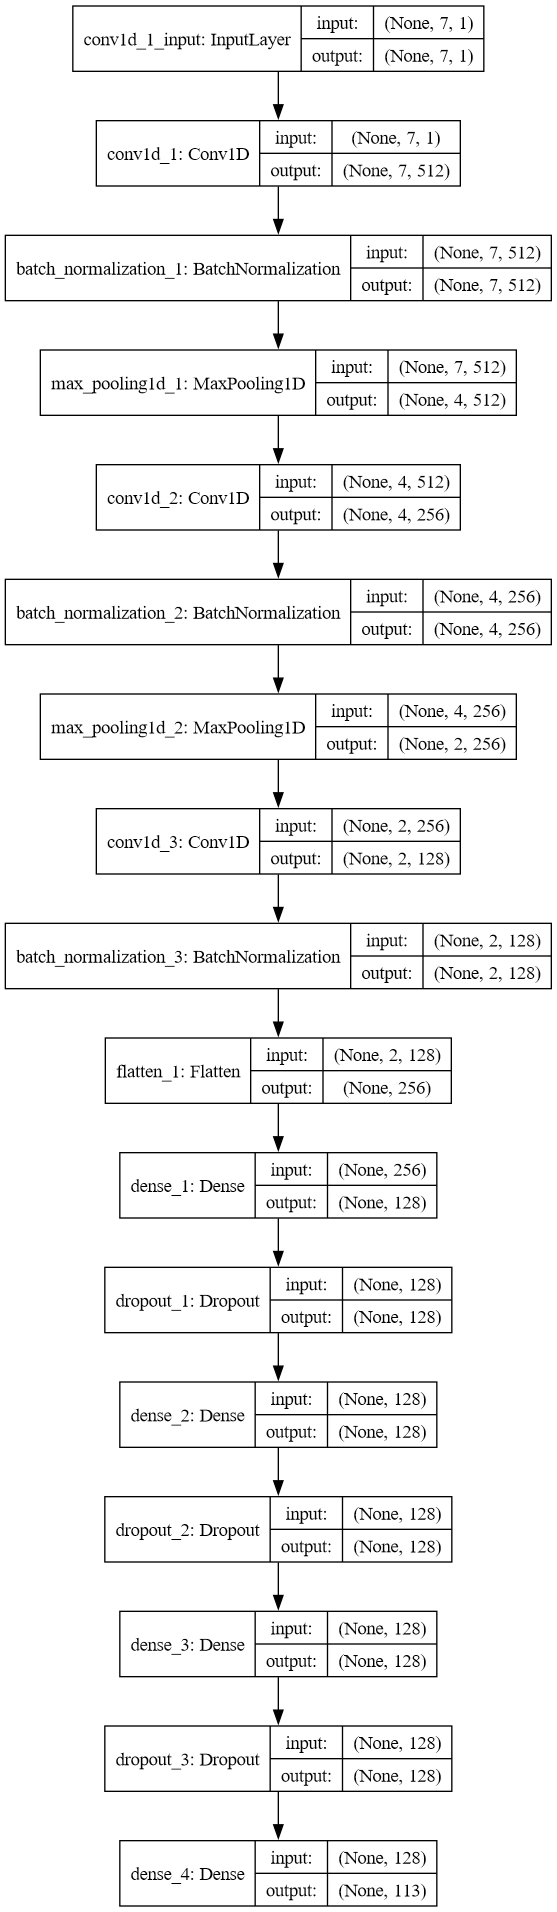 conv1d_1_input: InputLayer
input: (None, 7, 1)
output: (None, 7, 1)
conv1d_1: Conv1D
input: (None, 7, 1)
output: (None, 7, 512)
batch_normalization_1: BatchNormalization
input: (None, 7, 512)
output: (None, 7, 512)
max_pooling1d_1: MaxPooling1D
input: (None, 7, 512)
output: (None, 4, 512)
conv1d_2: Conv1D
input: (None, 4, 512)
output: (None, 4, 256)
batch_normalization_2: BatchNormalization
input: (None, 4, 256)
output: (None, 4, 256)
max_pooling1d_2: MaxPooling1D
input: (None, 4, 256)
output: (None, 2, 256)
conv1d_3: Conv1D
input: (None, 2, 256)
output: (None, 2, 128)
batch_normalization_3: BatchNormalization
input: (None, 2, 128)
output: (None, 2, 128)
flatten_1: Flatten
input: (None, 2, 128)
output: (None, 256)
dense_1: Dense
input: (None, 256)
output: (None, 128)
dropout_1: Dropout
input: (None, 128)
output: (None, 128)
dense_2: Dense
input: (None, 128)
output: (None, 128)
dropout_2: Dropout
input: (None, 128)
output: (None, 128)
dense_3: Dense
input: (None, 128)
output: (None, 128)
dropout_3: Dropout
input: (None, 128)
output: (None, 128)
dense_4: Dense
input: (None, 128)
output: (None, 113)